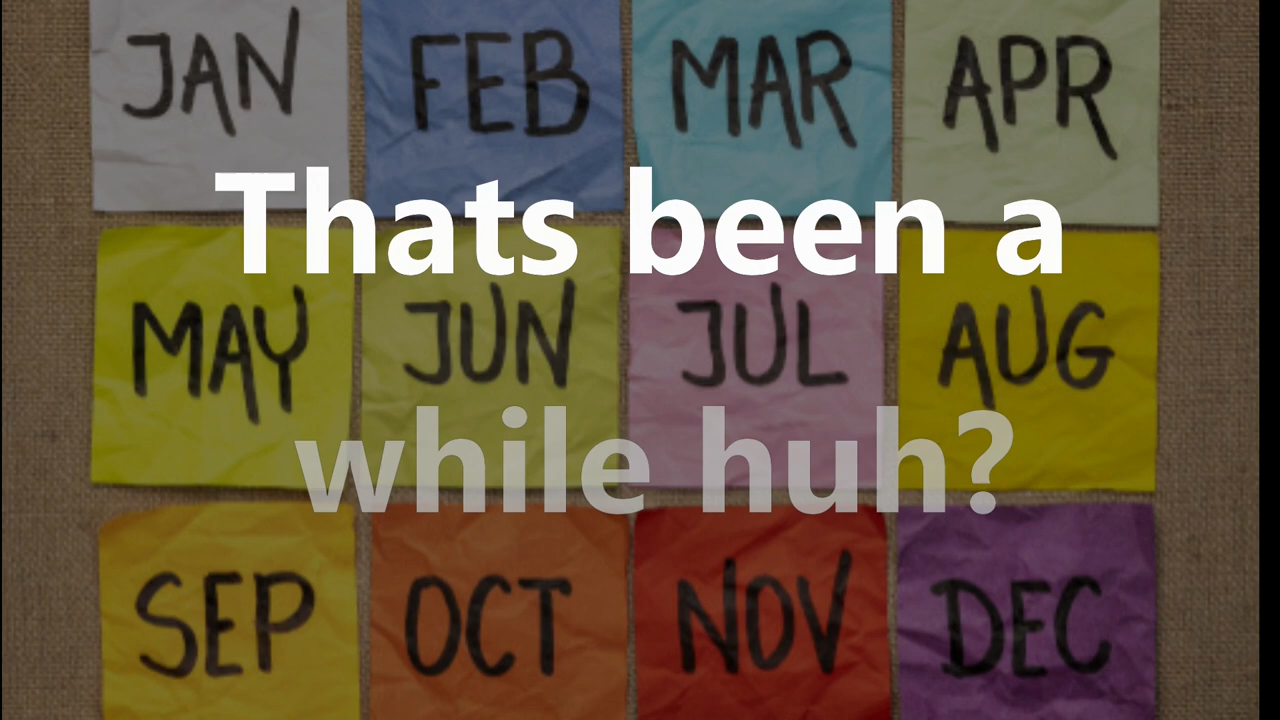 JAN FEB MAR APR
Thats been a
MAY JUN JUL AUG
while huh?
SEP OCT NOV DEC